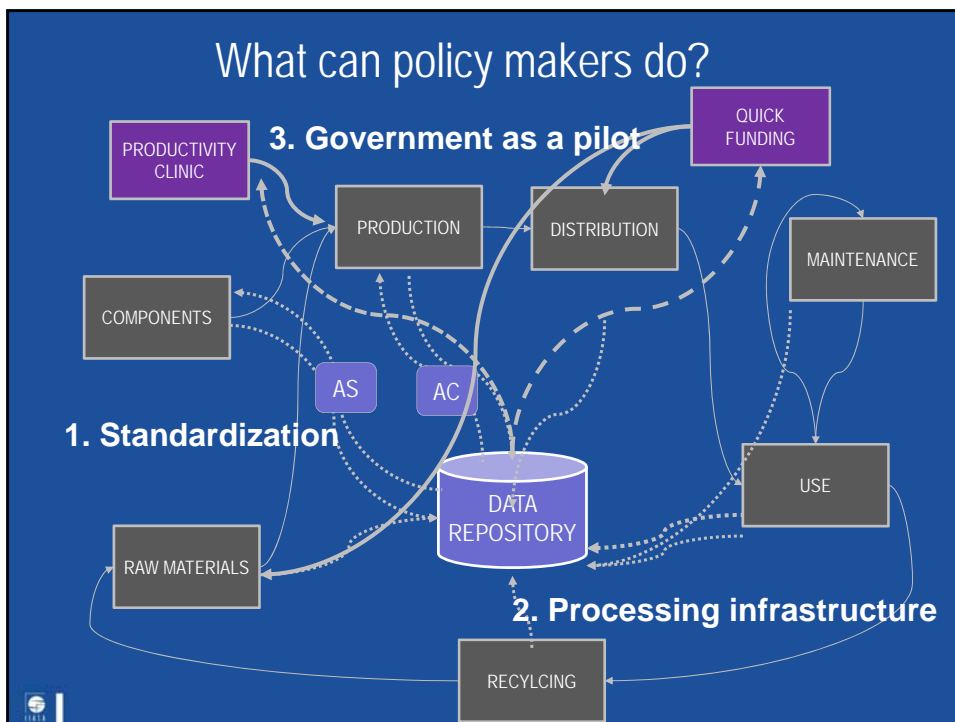 What can policy makers do?
3. Government as a pilot
QUICK
FUNDING
PRODUCTIVITY
CLINIC
PRODUCTION
DISTRIBUTION
MAINTENANCE
COMPONENTS
AS
AC
1. Standardization
DATA
REPOSITORY
USE
RAW MATERIALS
2. Processing infrastructure
RECYLCING